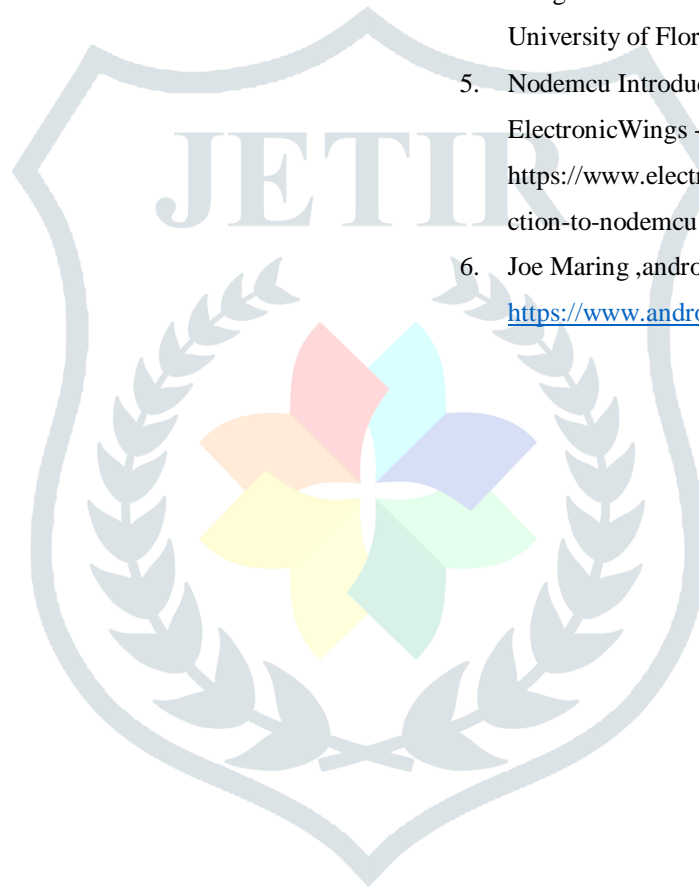 University of Flor
5. Nodemcu Introduc
ElectronicWings -
https://www.electr
ction-to-nodemcu
6. Joe Maring ,andro
https://www.andro
JETIR